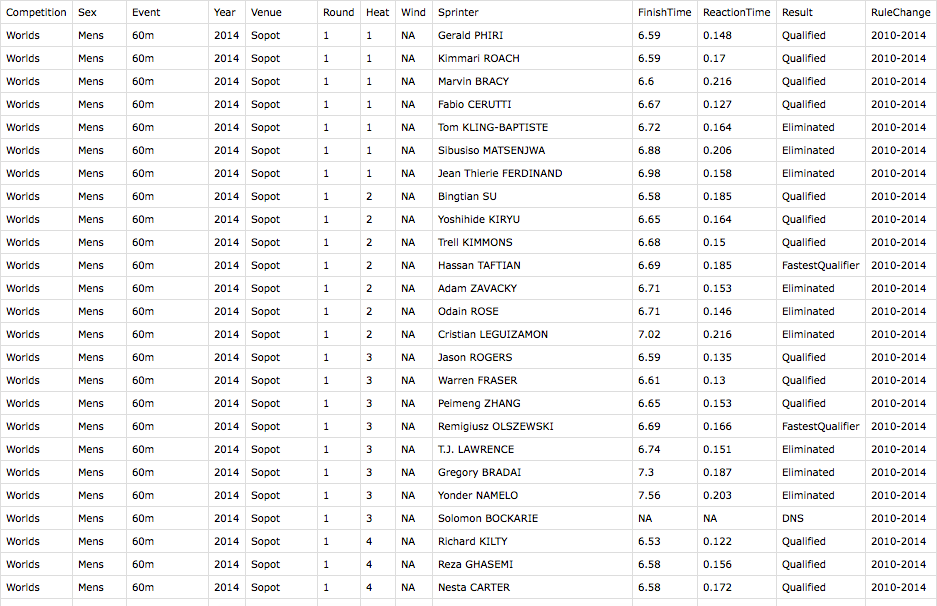 Competition Sex Event Year Venue Round Heat Wind Sprinter FinishTime ReactionTime Result RuleChange
Worlds Mens 60m 2014 Sopot 1 1 NA Gerald PHIRI 6.59 0.148 Qualified 2010-2014
Worlds Mens 60m 2014 Sopot 1 1 NA Kimmari ROACH 6.59 0.17 Qualified 2010-2014
Worlds Mens 60m 2014 Sopot 1 1 NA Marvin BRACY 6.6 0.216 Qualified 2010-2014
Worlds Mens 60m 2014 Sopot 1 1 NA Fabio CERUTTI 6.67 0.127 Qualified 2010-2014
Worlds Mens 60m 2014 Sopot 1 1 NA Tom KLING-BAPTISTE 6.72 0.164 Eliminated 2010-2014
Worlds Mens 60m 2014 Sopot 1 1 NA Sibusiso MATSENJWA 6.88 0.206 Eliminated 2010-2014
Worlds Mens 60m 2014 Sopot 1 1 NA Jean Thierie FERDINAND 6.98 0.158 Eliminated 2010-2014
Worlds Mens 60m 2014 Sopot 1 2 NA Bingtian SU 6.58 0.185 Qualified 2010-2014
Worlds Mens 60m 2014 Sopot 1 2 NA Yoshihide KIRYU 6.65 0.164 Qualified 2010-2014
Worlds Mens 60m 2014 Sopot 1 2 NA Trell KIMMONS 6.68 0.15 Qualified 2010-2014
Worlds Mens 60m 2014 Sopot 1 2 NA Hassan TAFTIAN 6.69 0.185 FastestQualifier 2010-2014
Worlds Mens 60m 2014 Sopot 1 2 NA Adam ZAVACKY 6.71 0.153 Eliminated 2010-2014
Worlds Mens 60m 2014 Sopot 1 2 NA Odain ROSE 6.71 0.146 Eliminated 2010-2014
Worlds Mens 60m 2014 Sopot 1 2 NA Cristian LEGUIZAMON 7.02 0.216 Eliminated 2010-2014
Worlds Mens 60m 2014 Sopot 1 3 NA Jason ROGERS 6.59 0.135 Qualified 2010-2014
Worlds Mens 60m 2014 Sopot 1 3 NA Warren FRASER 6.61 0.13 Qualified 2010-2014
Worlds Mens 60m 2014 Sopot 1 3 NA Peimeng ZHANG 6.65 0.153 Qualified 2010-2014
Worlds Mens 60m 2014 Sopot 1 3 NA Remigiusz OLSZEWSKI 6.69 0.166 FastestQualifier 2010-2014
Worlds Mens 60m 2014 Sopot 1 3 NA T.J. LAWRENCE 6.74 0.151 Eliminated 2010-2014
Worlds Mens 60m 2014 Sopot 1 3 NA Gregory BRADAI 7.3 0.187 Eliminated 2010-2014
Worlds Mens 60m 2014 Sopot 1 3 NA Yonder NAMELO 7.56 0.203 Eliminated 2010-2014
Worlds Mens 60m 2014 Sopot 1 3 NA Solomon BOCKARIE NA NA DNS 2010-2014
Worlds Mens 60m 2014 Sopot 1 4 NA Richard KILTY 6.53 0.122 Qualified 2010-2014
Worlds Mens 60m 2014 Sopot 1 4 NA Reza GHASEMI 6.58 0.156 Qualified 2010-2014
Worlds Mens 60m 2014 Sopot 1 4 NA Nesta CARTER 6.58 0.172 Qualified 2010-2014